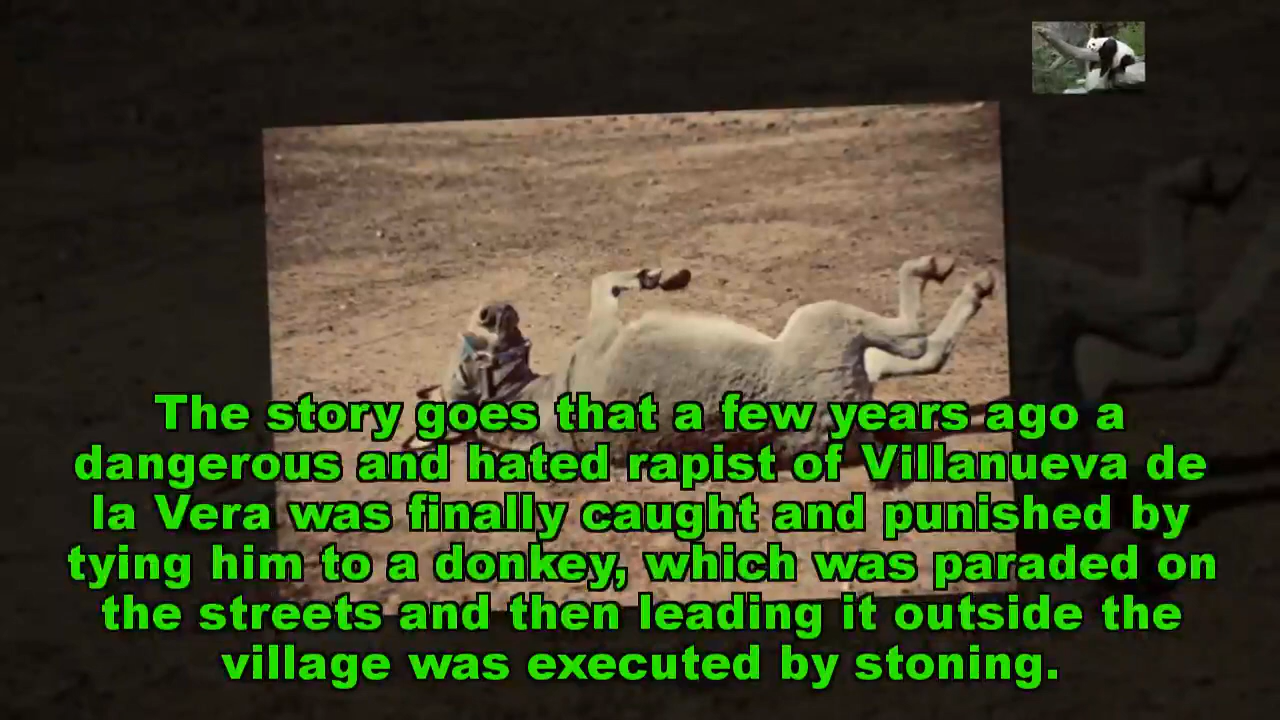 The story goes that a few years ago a
dangerous and hated rapist of Villanueva de
la Vera was finally caught and punished by
tying him to a donkey, which was paraded on
the streets and then leading it outside the
village was executed by stoning.